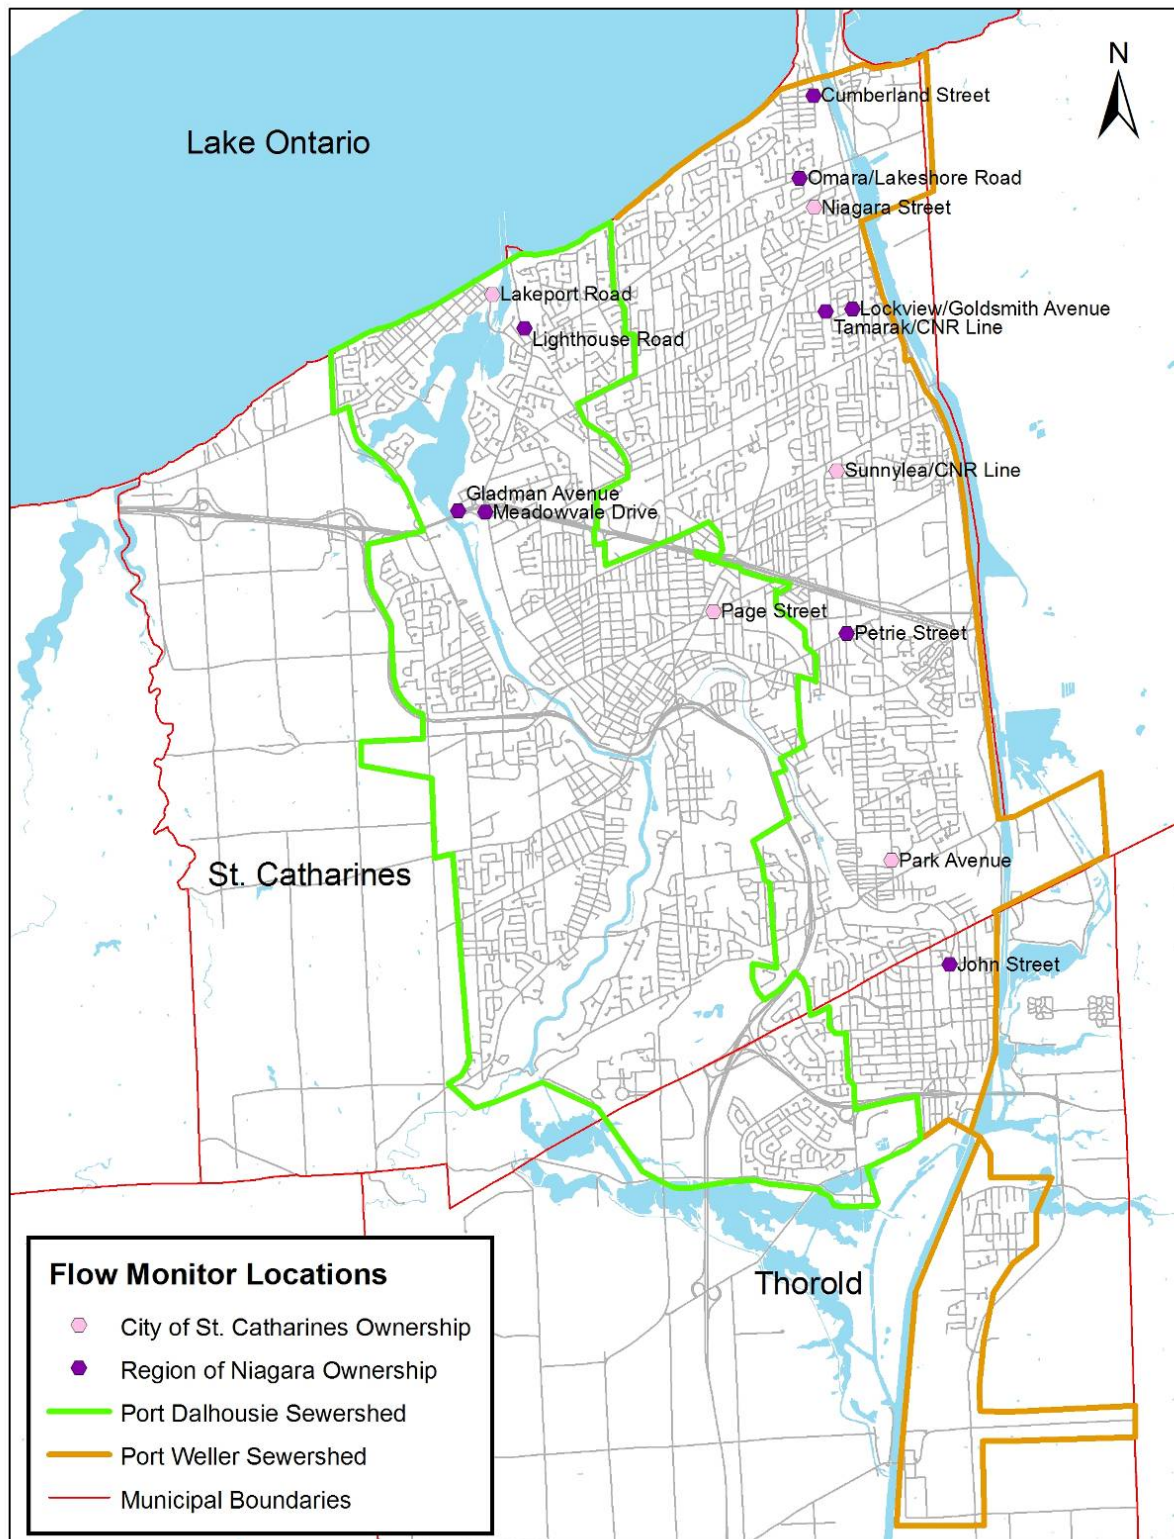 N
Cumberland Street
Lake Ontario
Omara/Lakeshore Road
Niagara Street
Lakeport Road
Lockview/Goldsmith Avenue
Tamarak/CNR Line
Lighthouse Road
Sunnylea/CNR Line
Gladman Avenue
Meadowvale Drive
Page Street
Petrie Street
Park Avenue
St. Catharines
John Street
Thorold
Flow Monitor Locations
City of St. Catharines Ownership
Region of Niagara Ownership
Port Dalhousie Sewershed
Port Weller Sewershed
Municipal Boundaries